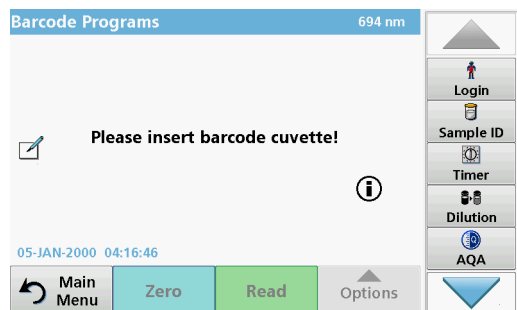 Barcode Programs 694 nm
Please insert barcode cuvette!
05-JAN-2000 04:16:46
Main Menu
Zero
Read
Options
Login
Sample ID
Timer
Dilution
AQA